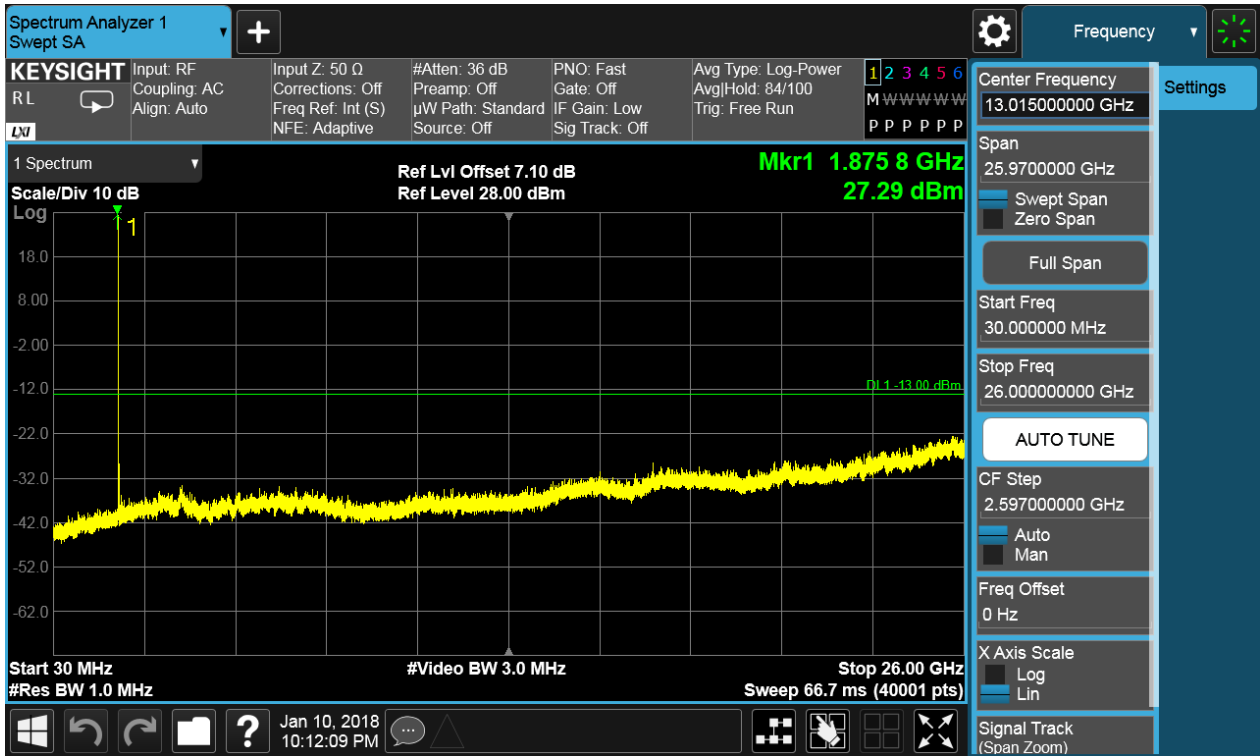 Spectrum Analyzer 1
Swept SA
Frequency
KEYSIGHT
RL
LXI
Input: RF
Coupling: AC
Align: Auto
Input Z: 50 Ω
Corrections: Off
Freq Ref: Int (S)
NFE: Adaptive
#Atten: 36 dB
Preamp: Off
µW Path: Standard
Source: Off
PNO: Fast
Gate: Off
IF Gain: Low
Sig Track: Off
Avg Type: Log-Power
Avg|Hold: 84/100
Trig: Free Run
1 2 3 4 5 6
M W W W W W
P P P P P P
1 Spectrum
Scale/Div 10 dB
Ref Lvl Offset 7.10 dB
Ref Level 28.00 dBm
Mkr1 1.875 8 GHz
27.29 dBm
Log
1
18.0
8.00
-2.00
-12.0
DL1 -13.00 dBm
-22.0
-32.0
-42.0
-52.0
-62.0
Start 30 MHz
#Video BW 3.0 MHz
Stop 26.00 GHz
#Res BW 1.0 MHz
Sweep 66.7 ms (40001 pts)
?
Jan 10, 2018
10:12:09 PM
Center Frequency
13.015000000 GHz
Settings
Span
25.9700000 GHz
Swept Span
Zero Span
Full Span
Start Freq
30.000000 MHz
Stop Freq
26.000000000 GHz
AUTO TUNE
CF Step
2.597000000 GHz
Auto
Man
Freq Offset
0 Hz
X Axis Scale
Log
Lin
Signal Track
(Span Zoom)